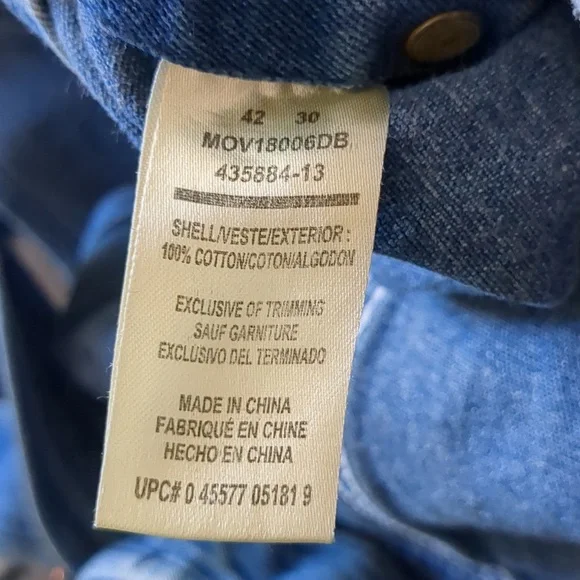 42 30
MOV18006DB
435884-13
SHELL/VESTE/EXTERIOR :
100% COTTON/COTON/ALGODON
EXCLUSIVE OF TRIMMING
SAUF GARNITURE
EXCLUSIVO DEL TERMINADO
MADE IN CHINA
FABRIQUÉ EN CHINE
HECHO EN CHINA
UPC# 0 45577 05181 9